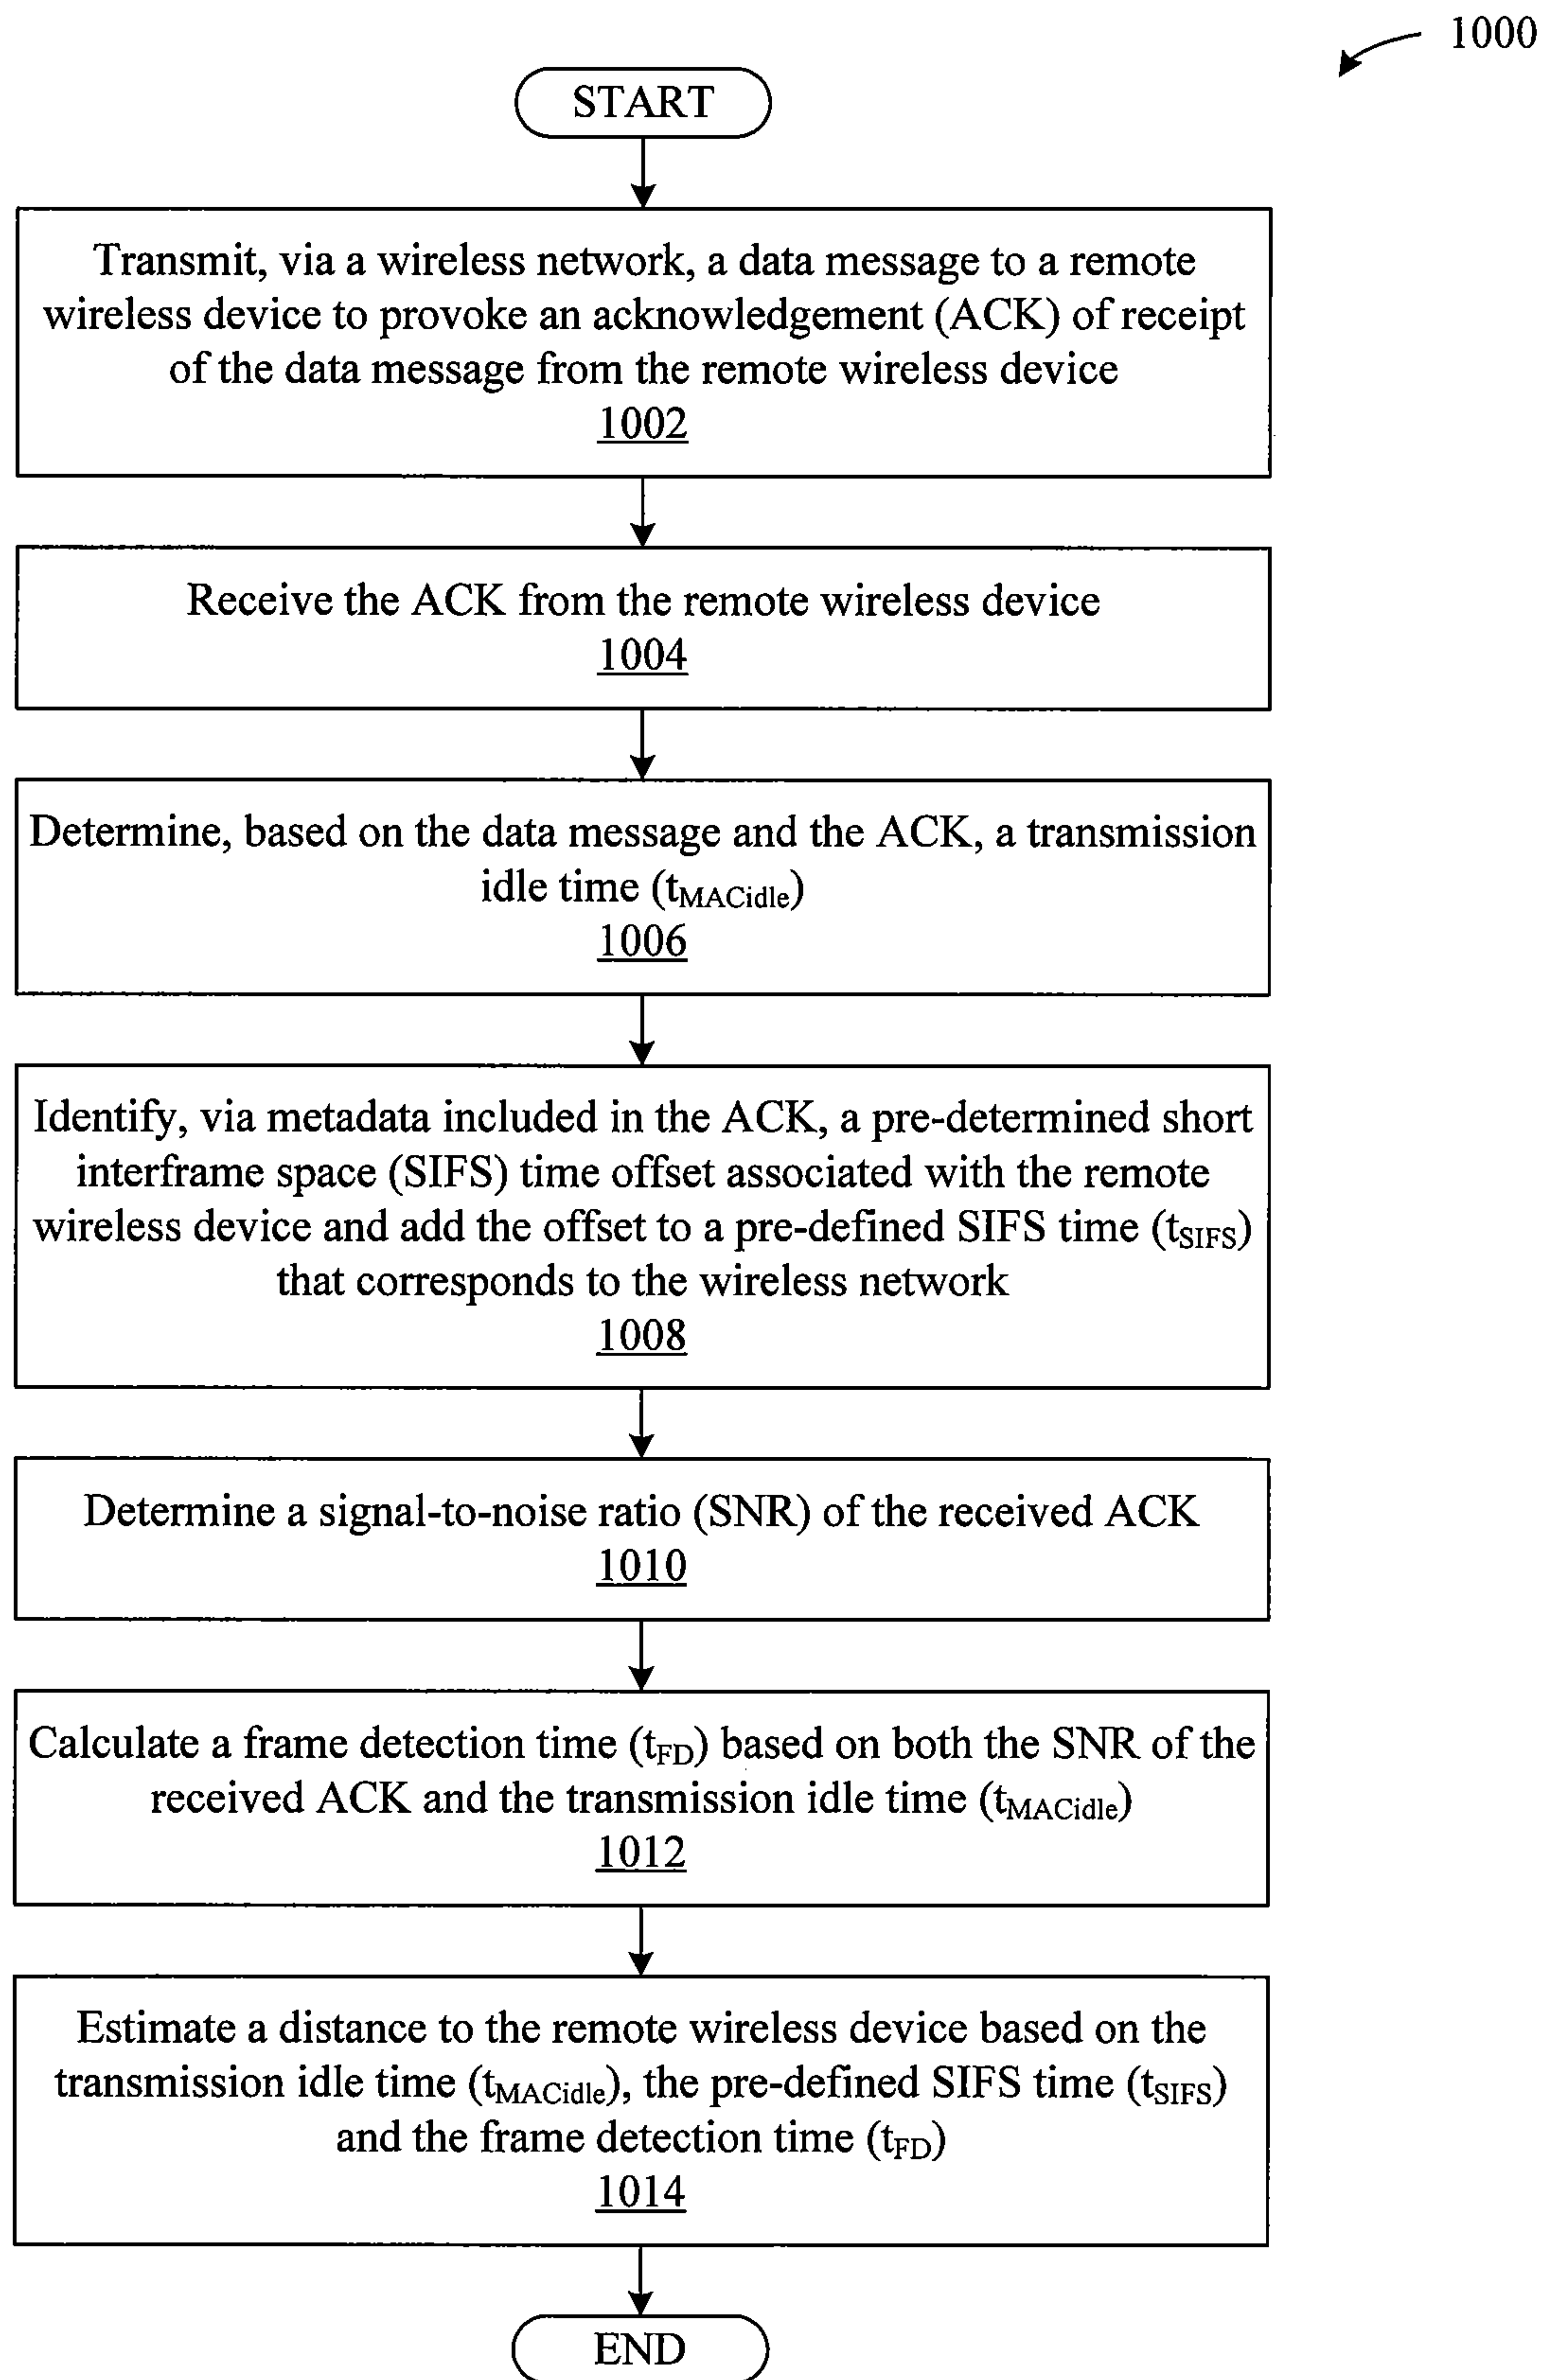 1000
START
Transmit, via a wireless network, a data message to a remote
wireless device to provoke an acknowledgement (ACK) of receipt
of the data message from the remote wireless device
1002
Receive the ACK from the remote wireless device
1004
Determine, based on the data message and the ACK, a transmission
idle time (tMACidle)
1006
Identify, via metadata included in the ACK, a pre-determined short
interframe space (SIFS) time offset associated with the remote
wireless device and add the offset to a pre-defined SIFS time (tSIFS)
that corresponds to the wireless network
1008
Determine a signal-to-noise ratio (SNR) of the received ACK
1010
Calculate a frame detection time (tFD) based on both the SNR of the
received ACK and the transmission idle time (tMACidle)
1012
Estimate a distance to the remote wireless device based on the
transmission idle time (tMACidle), the pre-defined SIFS time (tSIFS)
and the frame detection time (tFD)
1014
END